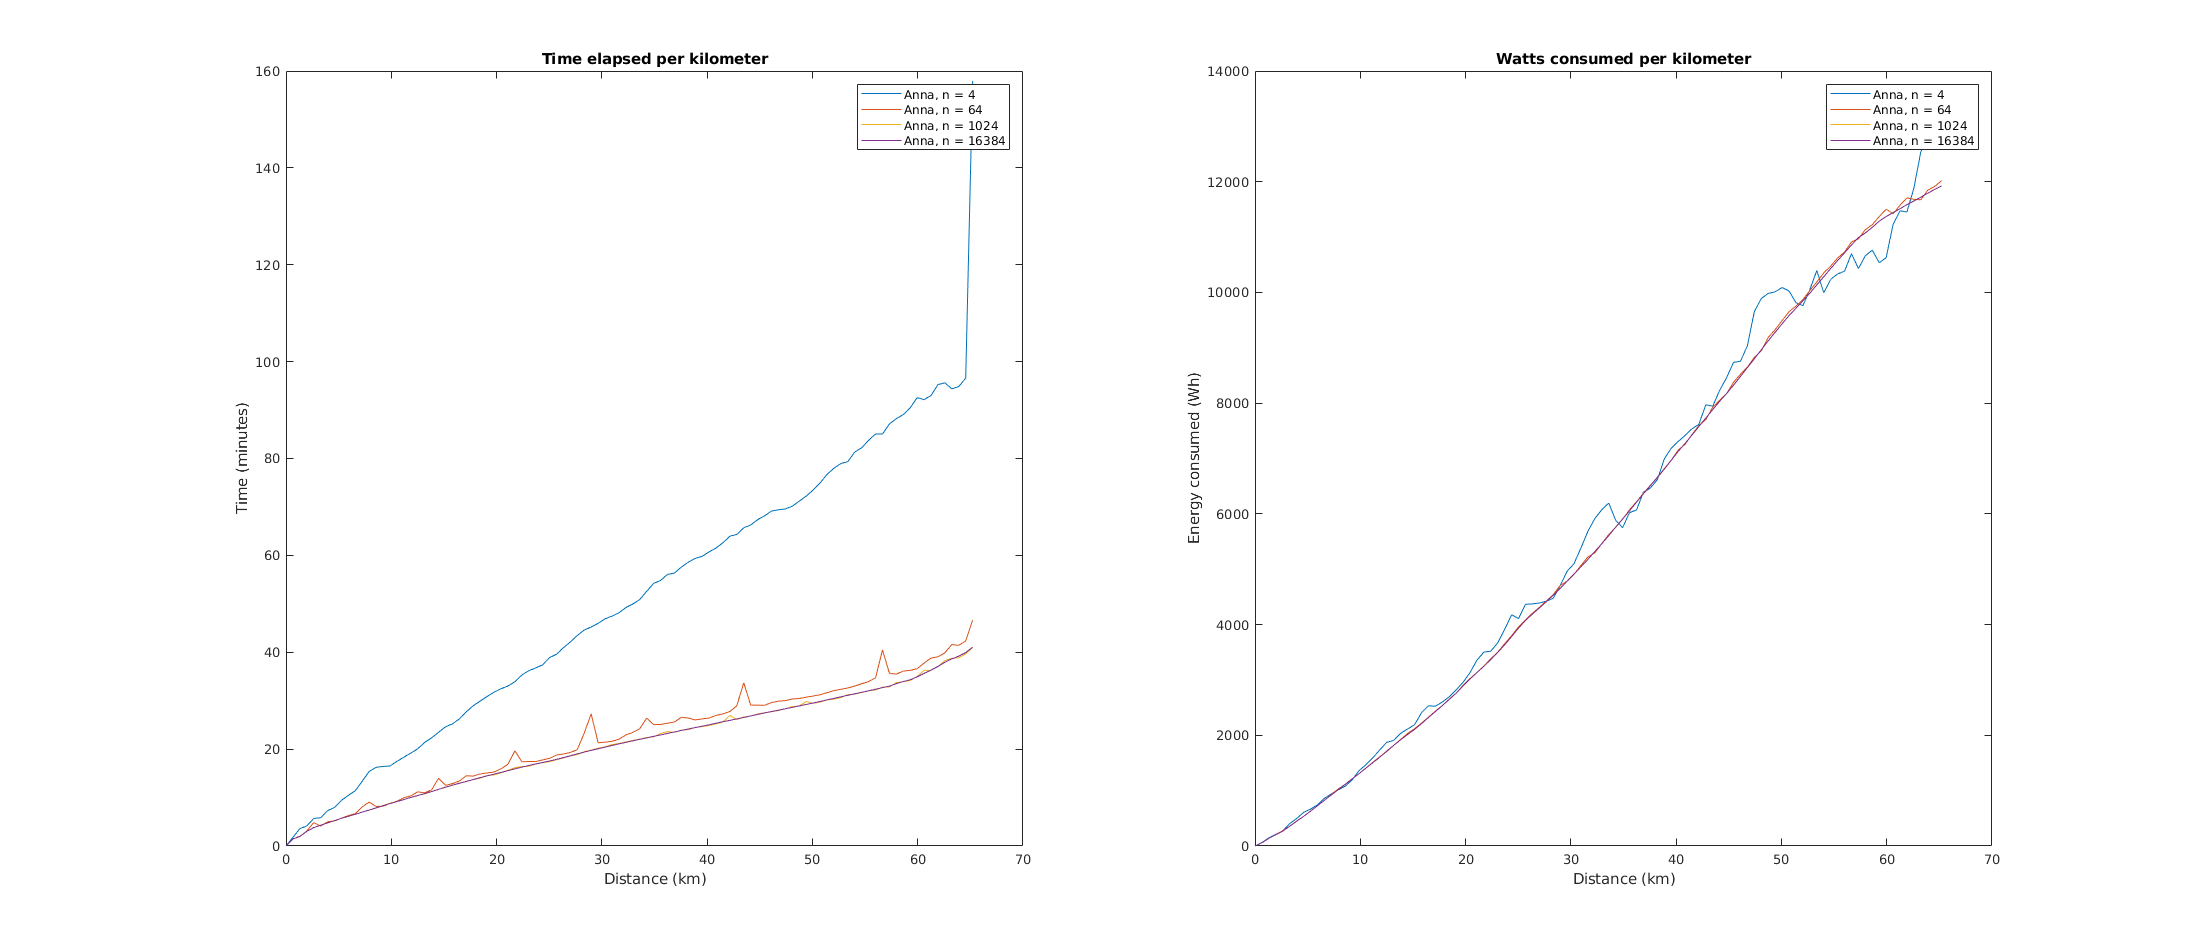 Time elapsed per kilometer
160
140
120
100
80
60
40
20
0
Time (minutes)
0 10 20 30 40 50 60 70
Distance (km)
Anna, n = 4
Anna, n = 64
Anna, n = 1024
Anna, n = 16384
Watts consumed per kilometer
14000
12000
10000
8000
6000
4000
2000
0
Energy consumed (Wh)
0 10 20 30 40 50 60 70
Distance (km)
Anna, n = 4
Anna, n = 64
Anna, n = 1024
Anna, n = 16384